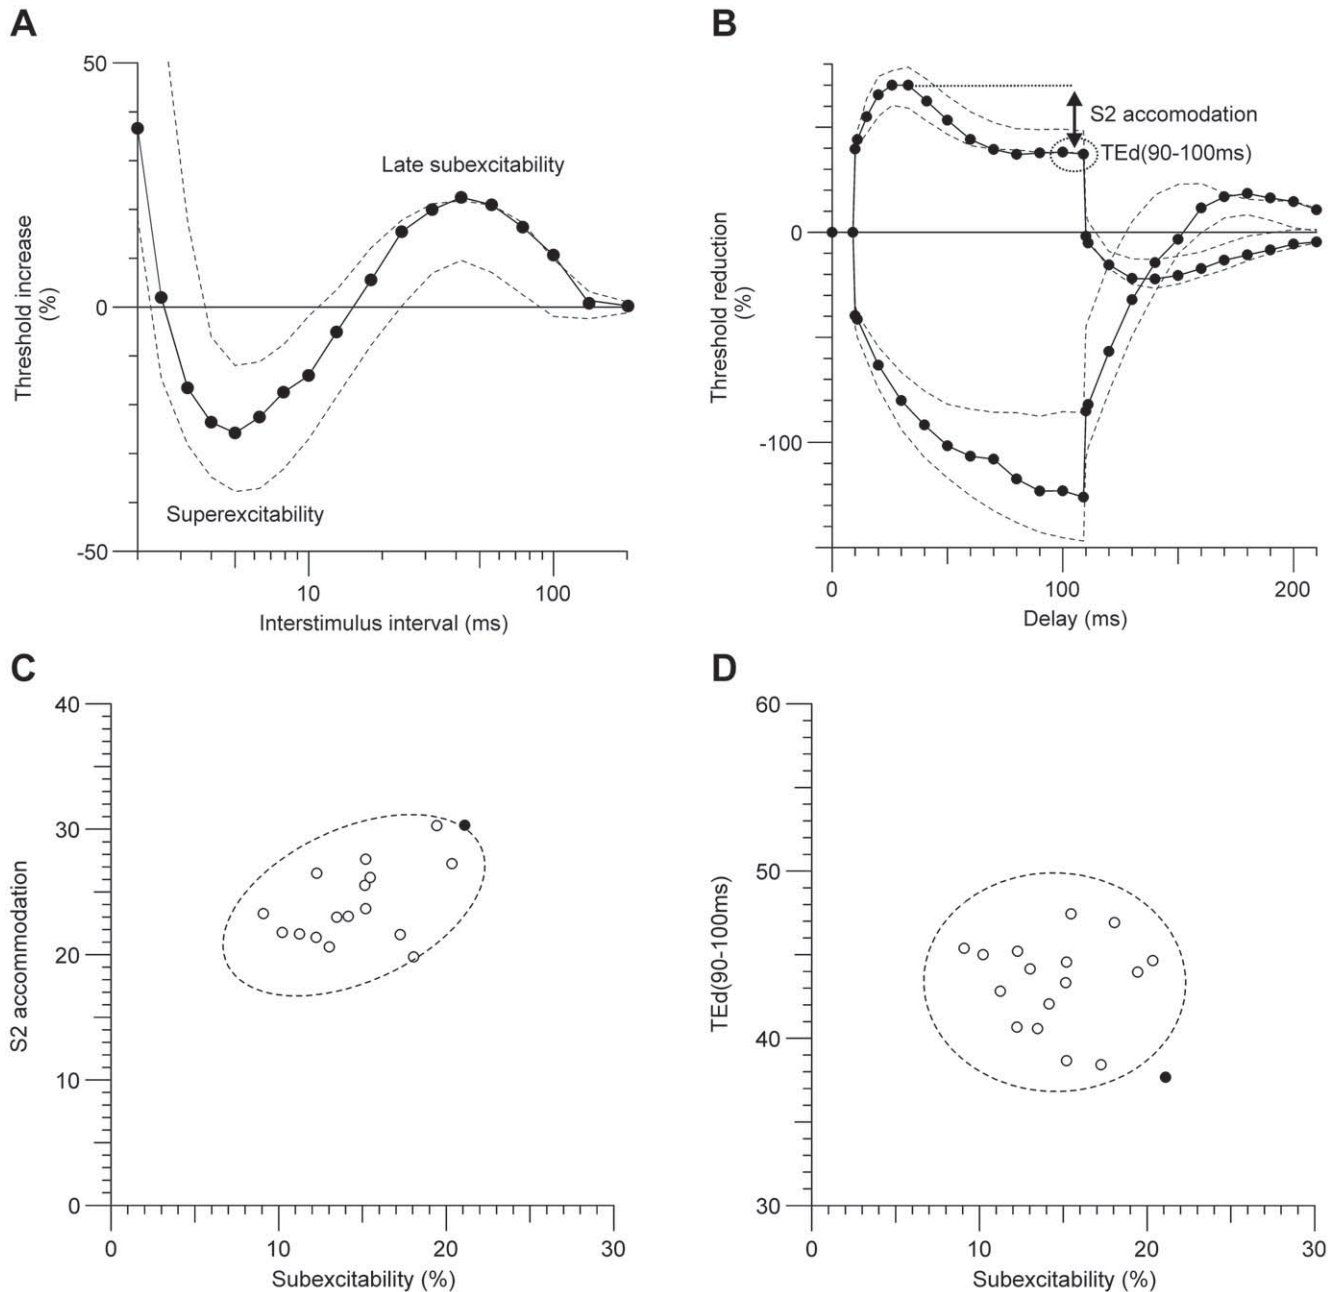 A
50
0
-50
Threshold increase
(%)
Late subexcitability
Superexcitability
10
100
Interstimulus interval (ms)
B
0
-100
Threshold reduction
(%)
S2 accomodation
TEd(90-100ms)
0
100
200
Delay (ms)
C
40
30
20
10
0
S2 accommodation
0
10
20
30
Subexcitability (%)
D
60
50
40
30
TEd(90-100ms)
0
10
20
30
Subexcitability (%)